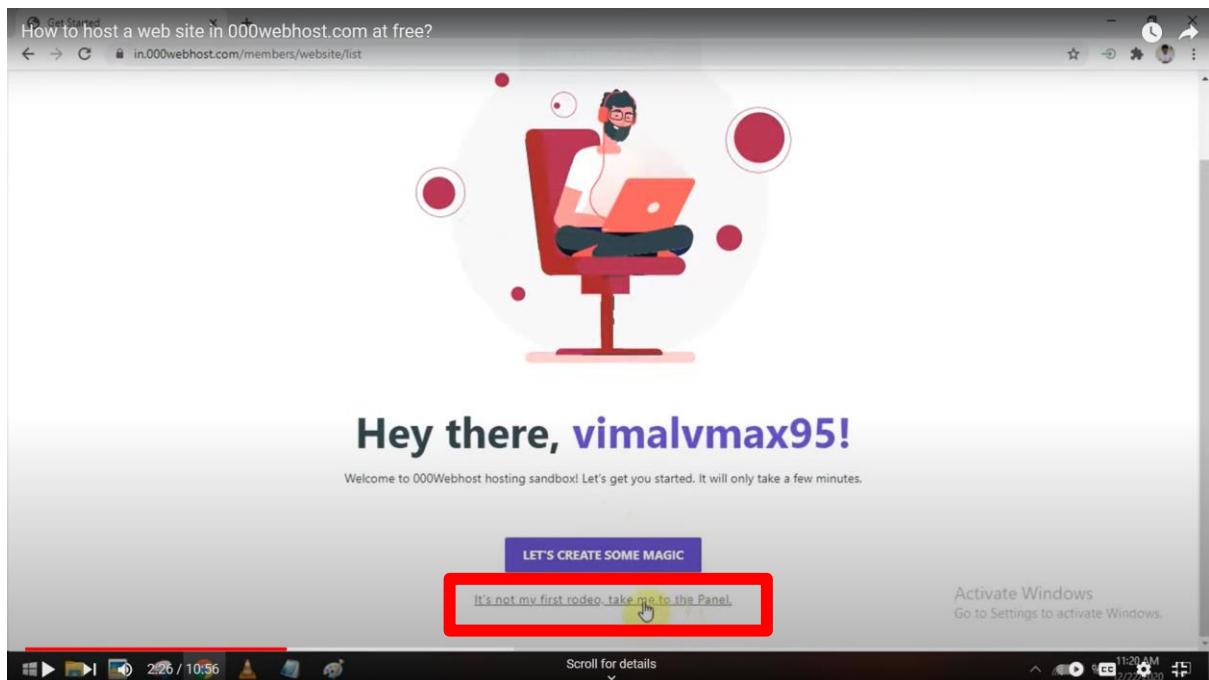 Get Started
How to host a web site in 000webhost.com at free?
in.000webhost.com/members/website/list
Hey there, vimalvmax95!
Welcome to 000Webhost hosting sandbox! Let's get you started. It will only take a few minutes.
LET'S CREATE SOME MAGIC
It's not my first rodeo, take me to the Panel.
Activate Windows
Go to Settings to activate Windows.
2:26 / 10:56
Scroll for details
CC
11:20 AM